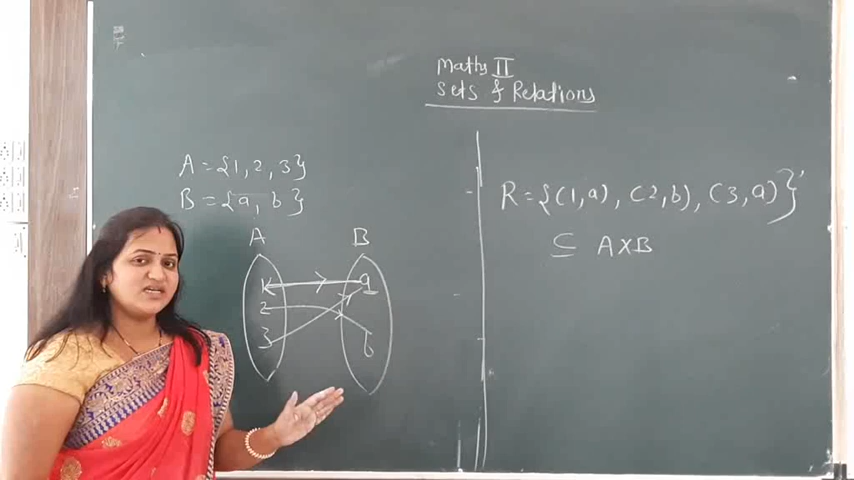 Maths II
Sets & Relations
A = {1, 2, 3}
B = {a, b}
A B
1 a
2
3 b
R = {(1, a), (2, b), (3, a)}
⊆ A×B